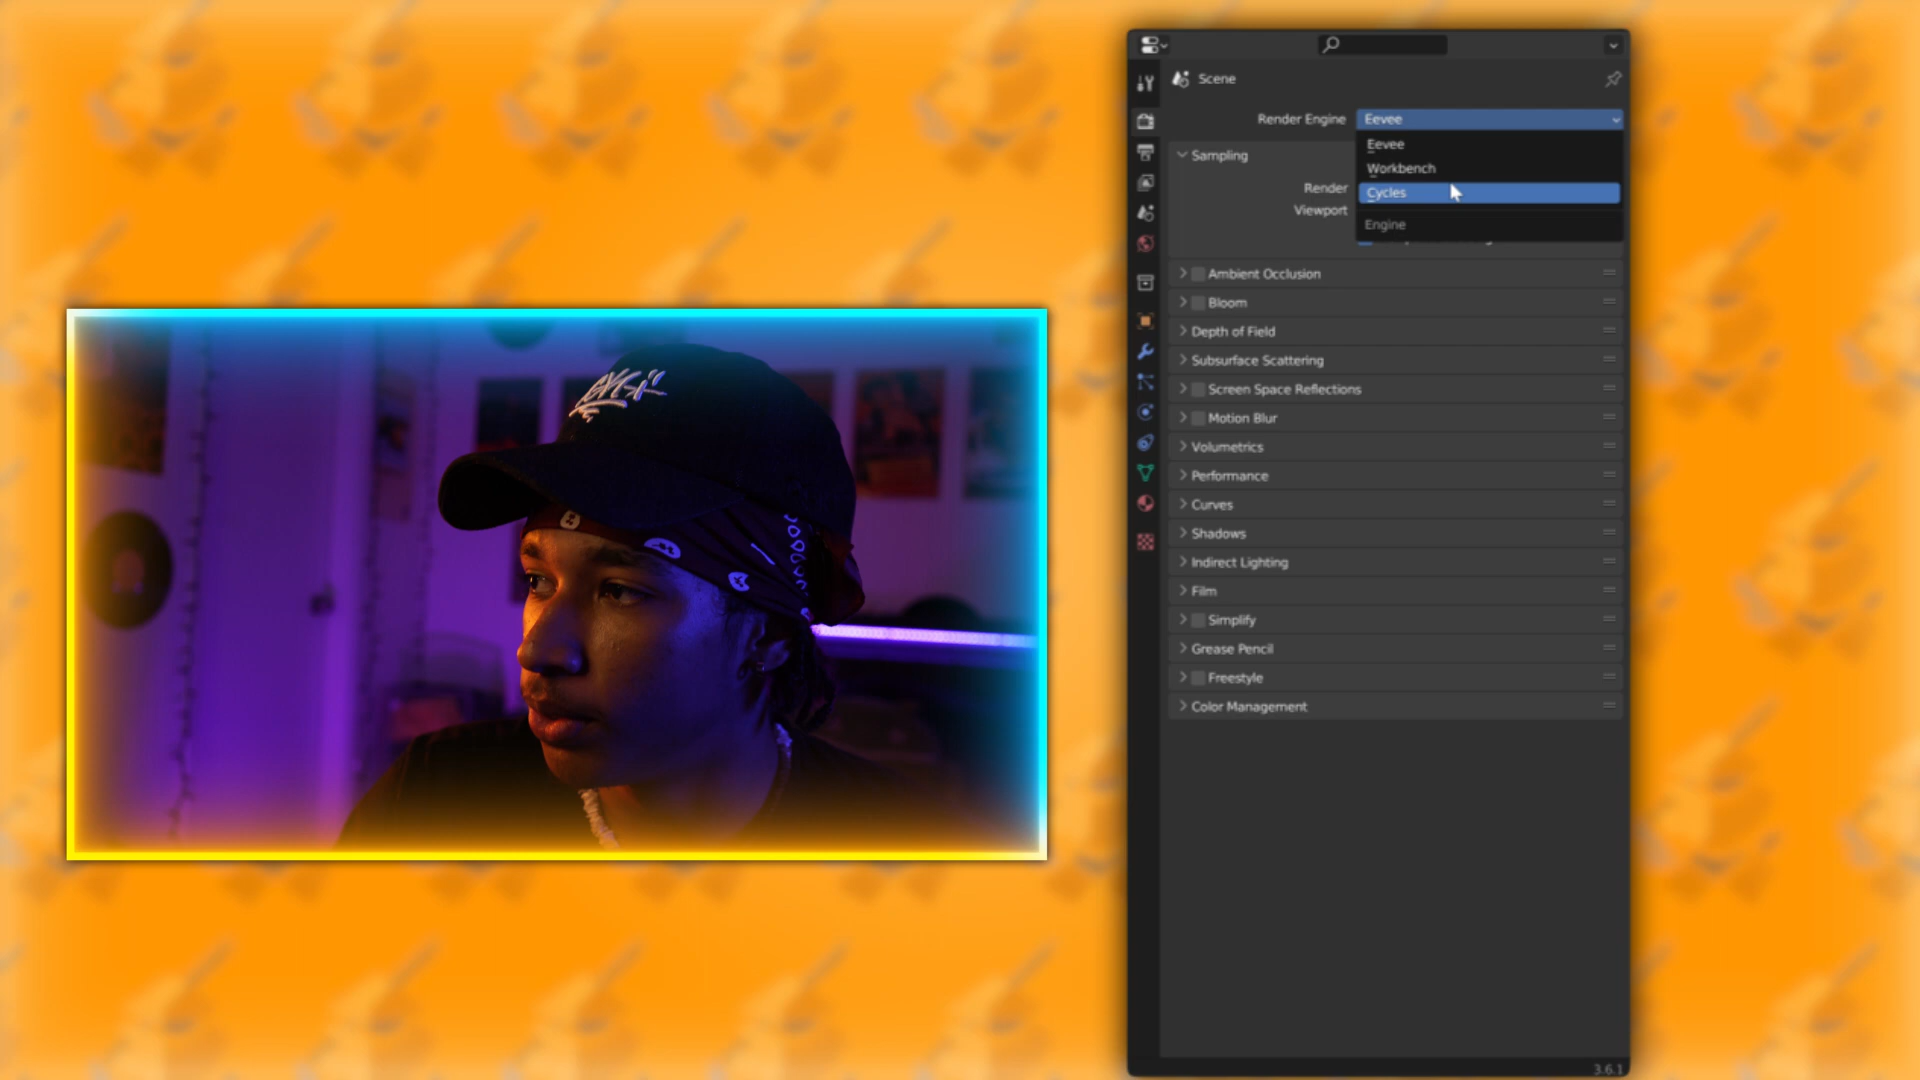 Scene
Render Engine Eevee
Eevee
Workbench
Cycles
Engine
Sampling
Render
Viewport
Ambient Occlusion
Bloom
Depth of Field
Subsurface Scattering
Screen Space Reflections
Motion Blur
Volumetrics
Performance
Curves
Shadows
Indirect Lighting
Film
Simplify
Grease Pencil
Freestyle
Color Management
3.6.1